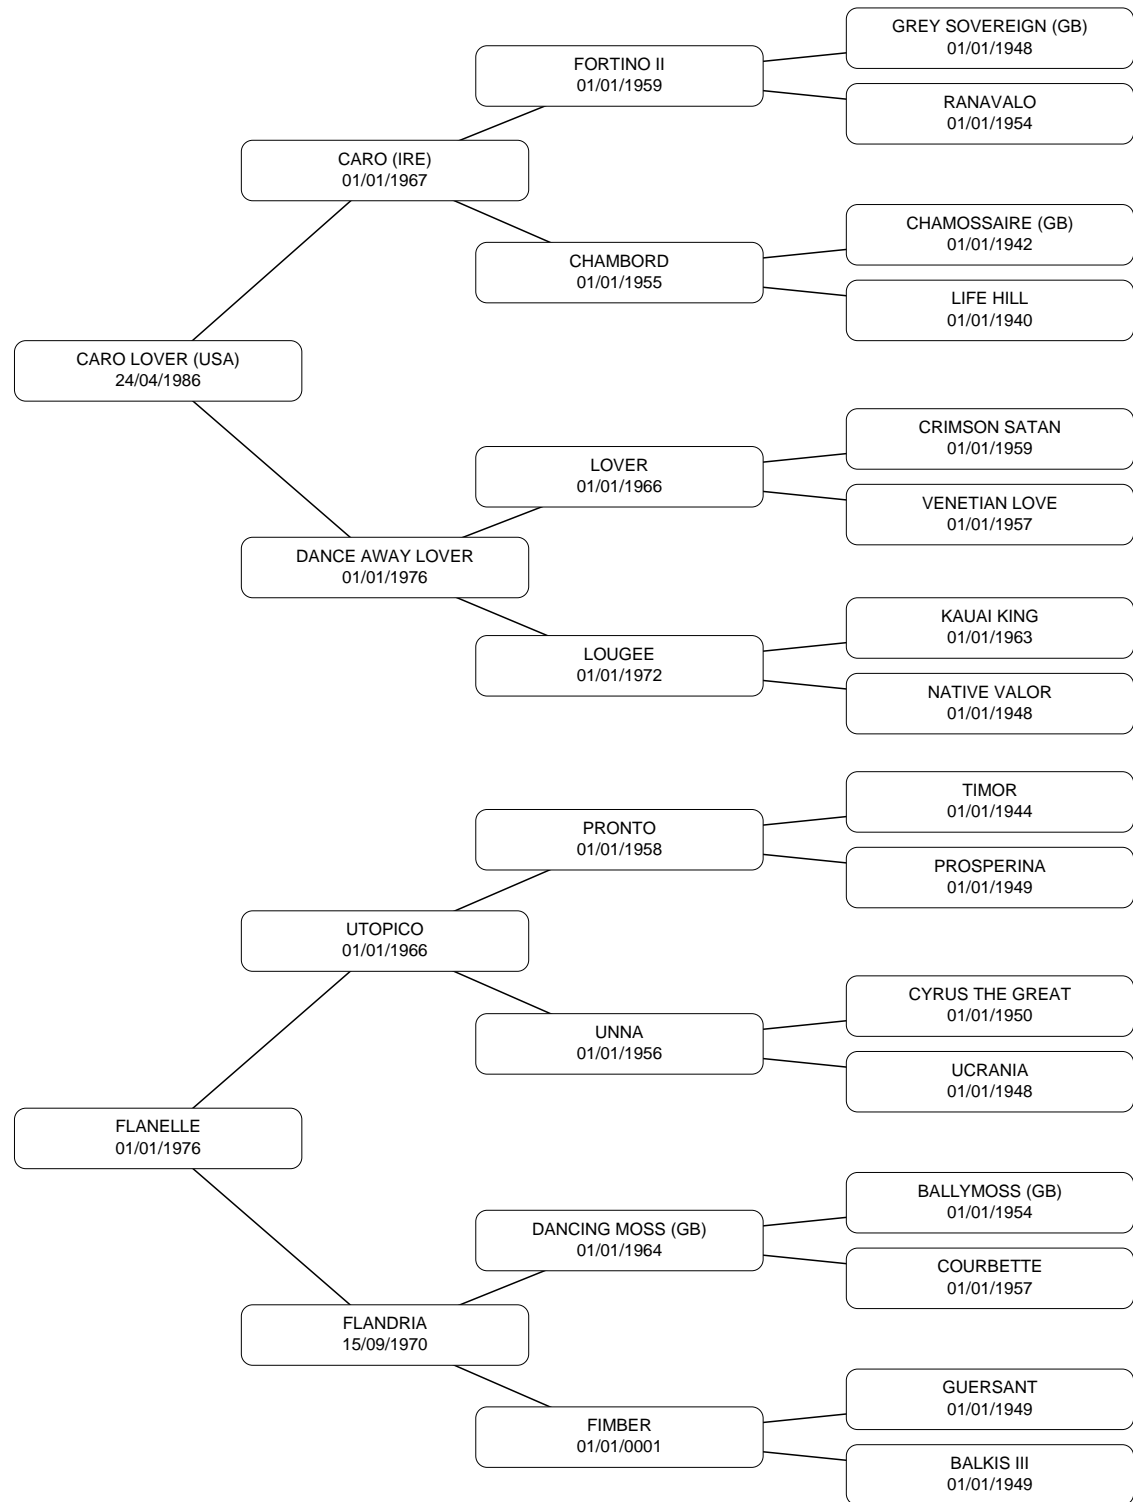 GREY SOVEREIGN (GB)
01/01/1948
FORTINO II
01/01/1959
RANAVALO
01/01/1954
CARO (IRE)
01/01/1967
CHAMOSSAIRE (GB)
01/01/1942
CHAMBORD
01/01/1955
LIFE HILL
01/01/1940
CARO LOVER (USA)
24/04/1986
CRIMSON SATAN
01/01/1959
LOVER
01/01/1966
VENETIAN LOVE
01/01/1957
DANCE AWAY LOVER
01/01/1976
KAUAI KING
01/01/1963
LOUGEE
01/01/1972
NATIVE VALOR
01/01/1948
TIMOR
01/01/1944
PRONTO
01/01/1958
PROSPERINA
01/01/1949
UTOPICO
01/01/1966
CYRUS THE GREAT
01/01/1950
UNNA
01/01/1956
UCRANIA
01/01/1948
FLANELLE
01/01/1976
BALLYMOSS (GB)
01/01/1954
DANCING MOSS (GB)
01/01/1964
COURBETTE
01/01/1957
FLANDRIA
15/09/1970
GUERSANT
01/01/1949
FIMBER
01/01/0001
BALKIS III
01/01/1949